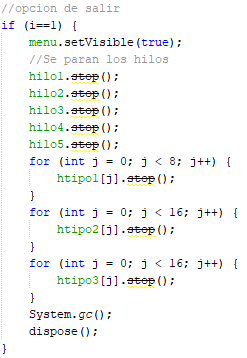 //opcion de salir
if (i==1) {
menu.setVisible(true);
//Se paran los hilos
hilo1.stop();
hilo2.stop();
hilo3.stop();
hilo4.stop();
hilo5.stop();
for (int j = 0; j < 8; j++) {
htipo1[j].stop();
}
for (int j = 0; j < 16; j++) {
htipo2[j].stop();
}
for (int j = 0; j < 16; j++) {
htipo3[j].stop();
}
System.gc();
dispose();
}